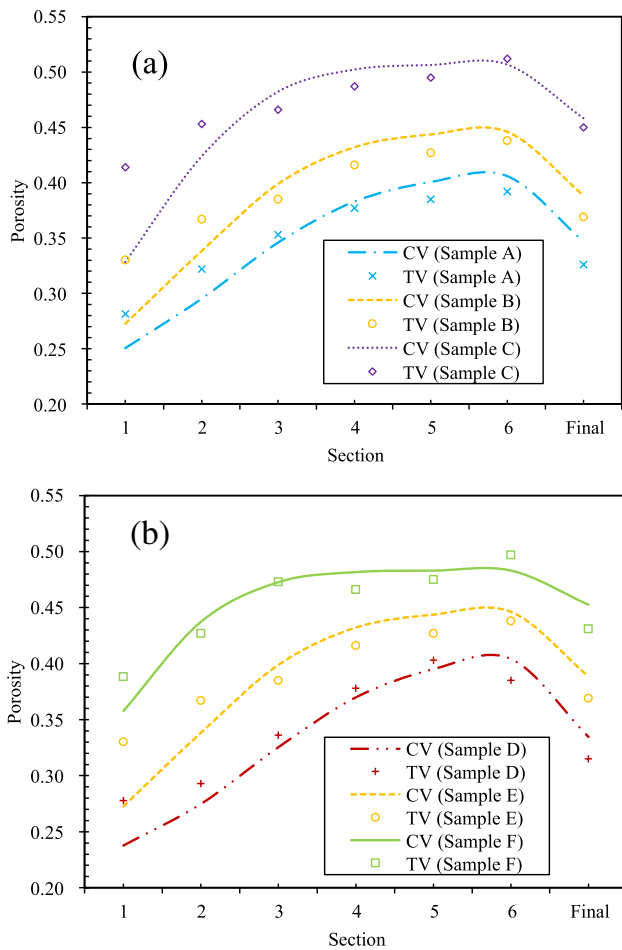 (a)
0.55
0.50
0.45
0.40
0.35
0.30
0.25
0.20
Porosity
CV (Sample A)
TV (Sample A)
CV (Sample B)
TV (Sample B)
CV (Sample C)
TV (Sample C)
1 2 3 4 5 6 Final
Section
(b)
0.55
0.50
0.45
0.40
0.35
0.30
0.25
0.20
Porosity
CV (Sample D)
TV (Sample D)
CV (Sample E)
TV (Sample E)
CV (Sample F)
TV (Sample F)
1 2 3 4 5 6 Final
Section